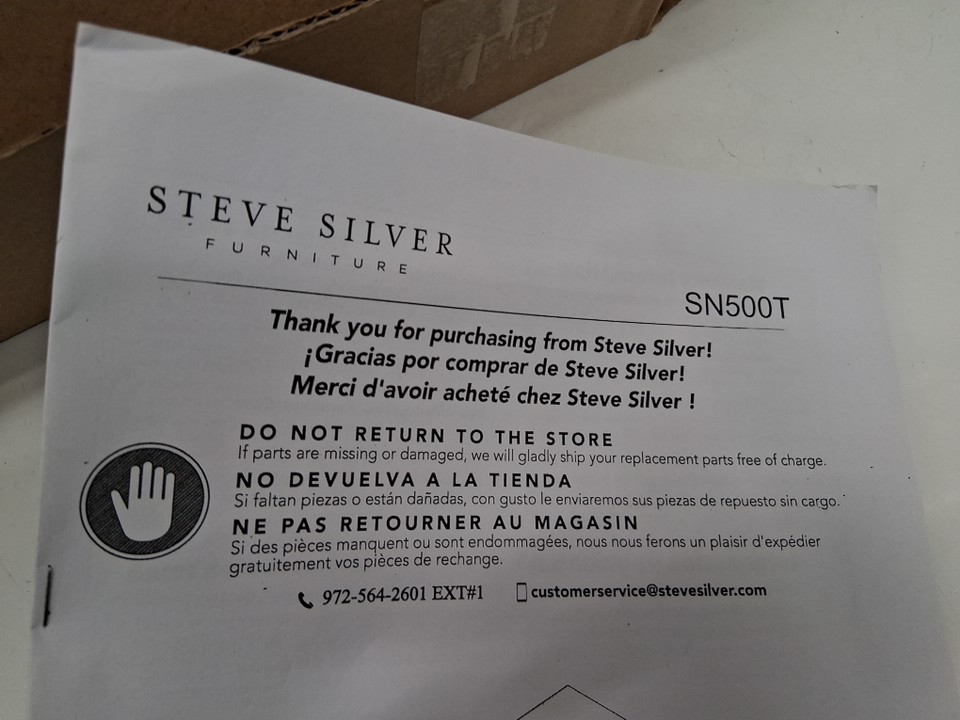 STEVE SILVER
FURNITURE
SN500T
Thank you for purchasing from Steve Silver!
¡Gracias por comprar de Steve Silver!
Merci d'avoir acheté chez Steve Silver !
DO NOT RETURN TO THE STORE
If parts are missing or damaged, we will gladly ship your replacement parts free of charge.
NO DEVUELVA A LA TIENDA
Si faltan piezas o están dañadas, con gusto le enviaremos sus piezas de repuesto sin cargo.
NE PAS RETOURNER AU MAGASIN
Si des pièces manquent ou sont endommagées, nous nous ferons un plaisir d'expédier
gratuitement vos pièces de rechange.
972-564-2601 EXT#1 customerservice@stevesilver.com